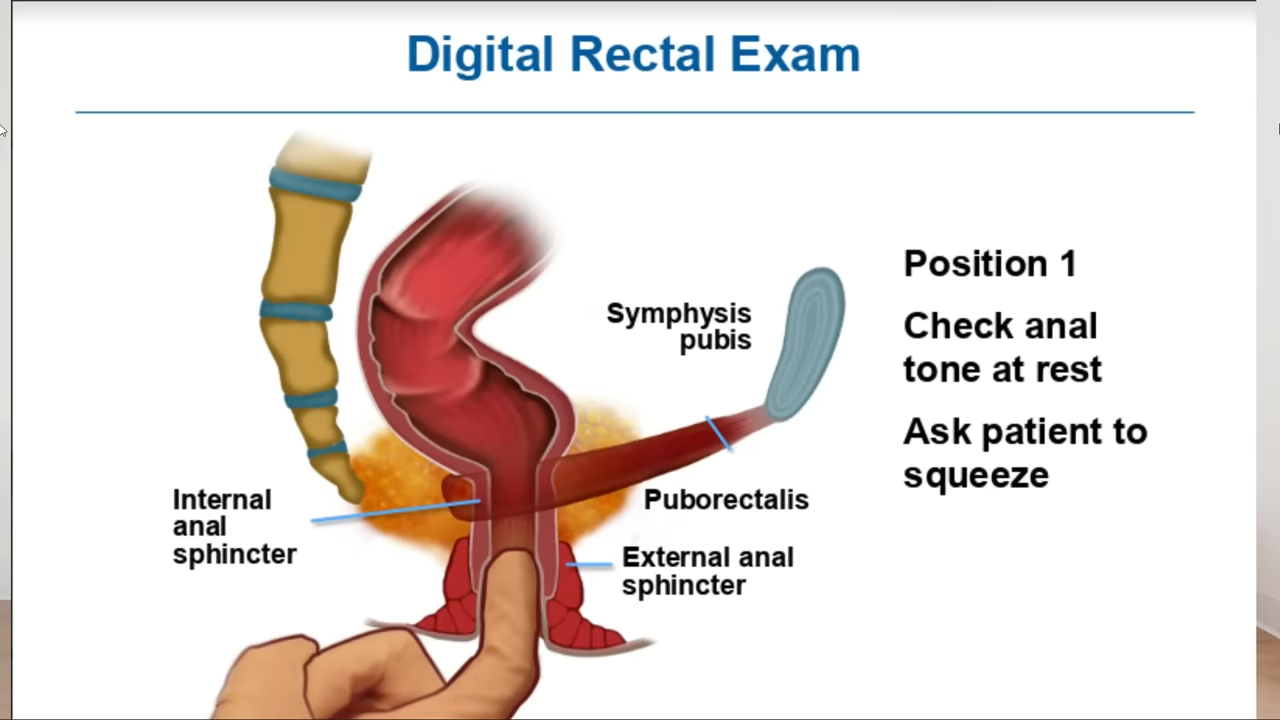 Digital Rectal Exam
Symphysis
pubis
Position 1
Check anal
tone at rest
Ask patient to
squeeze
Internal
anal
sphincter
Puborectalis
External anal
sphincter